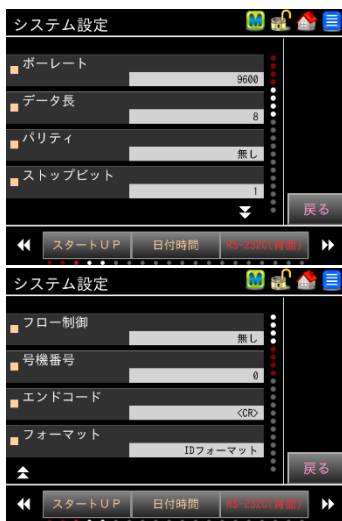 システム設定
ボーレート
9600
データ長
8
パリティ
無し
ストップビット
1
戻る
スタートUP 日付時間 RS-232C(背面)
システム設定
フロー制御
無し
号機番号
0
エンドコード
<CR>
フォーマット
IDフォーマット
戻る
スタートUP 日付時間 RS-232C(背面)